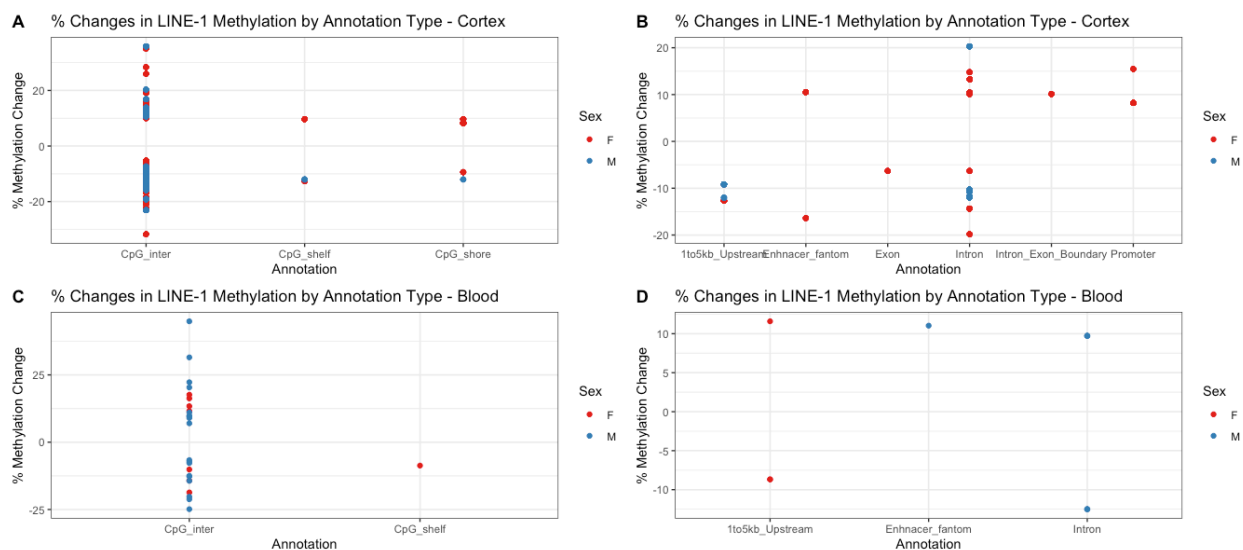 A
% Changes in LINE-1 Methylation by Annotation Type - Cortex
% Methylation Change
20
0
-20
CpG_inter
CpG_shelf
CpG_shore
Annotation
Sex
F
M
B
% Changes in LINE-1 Methylation by Annotation Type - Cortex
% Methylation Change
20
10
0
-10
-20
1to5kb_Upstream
Enhnacer_fantom
Exon
Intron
Intron_Exon_Boundary
Promoter
Annotation
Sex
F
M
C
% Changes in LINE-1 Methylation by Annotation Type - Blood
% Methylation Change
25
0
-25
CpG_inter
CpG_shelf
Annotation
Sex
F
M
D
% Changes in LINE-1 Methylation by Annotation Type - Blood
% Methylation Change
10
5
0
-5
-10
1to5kb_Upstream
Enhnacer_fantom
Intron
Annotation
Sex
F
M